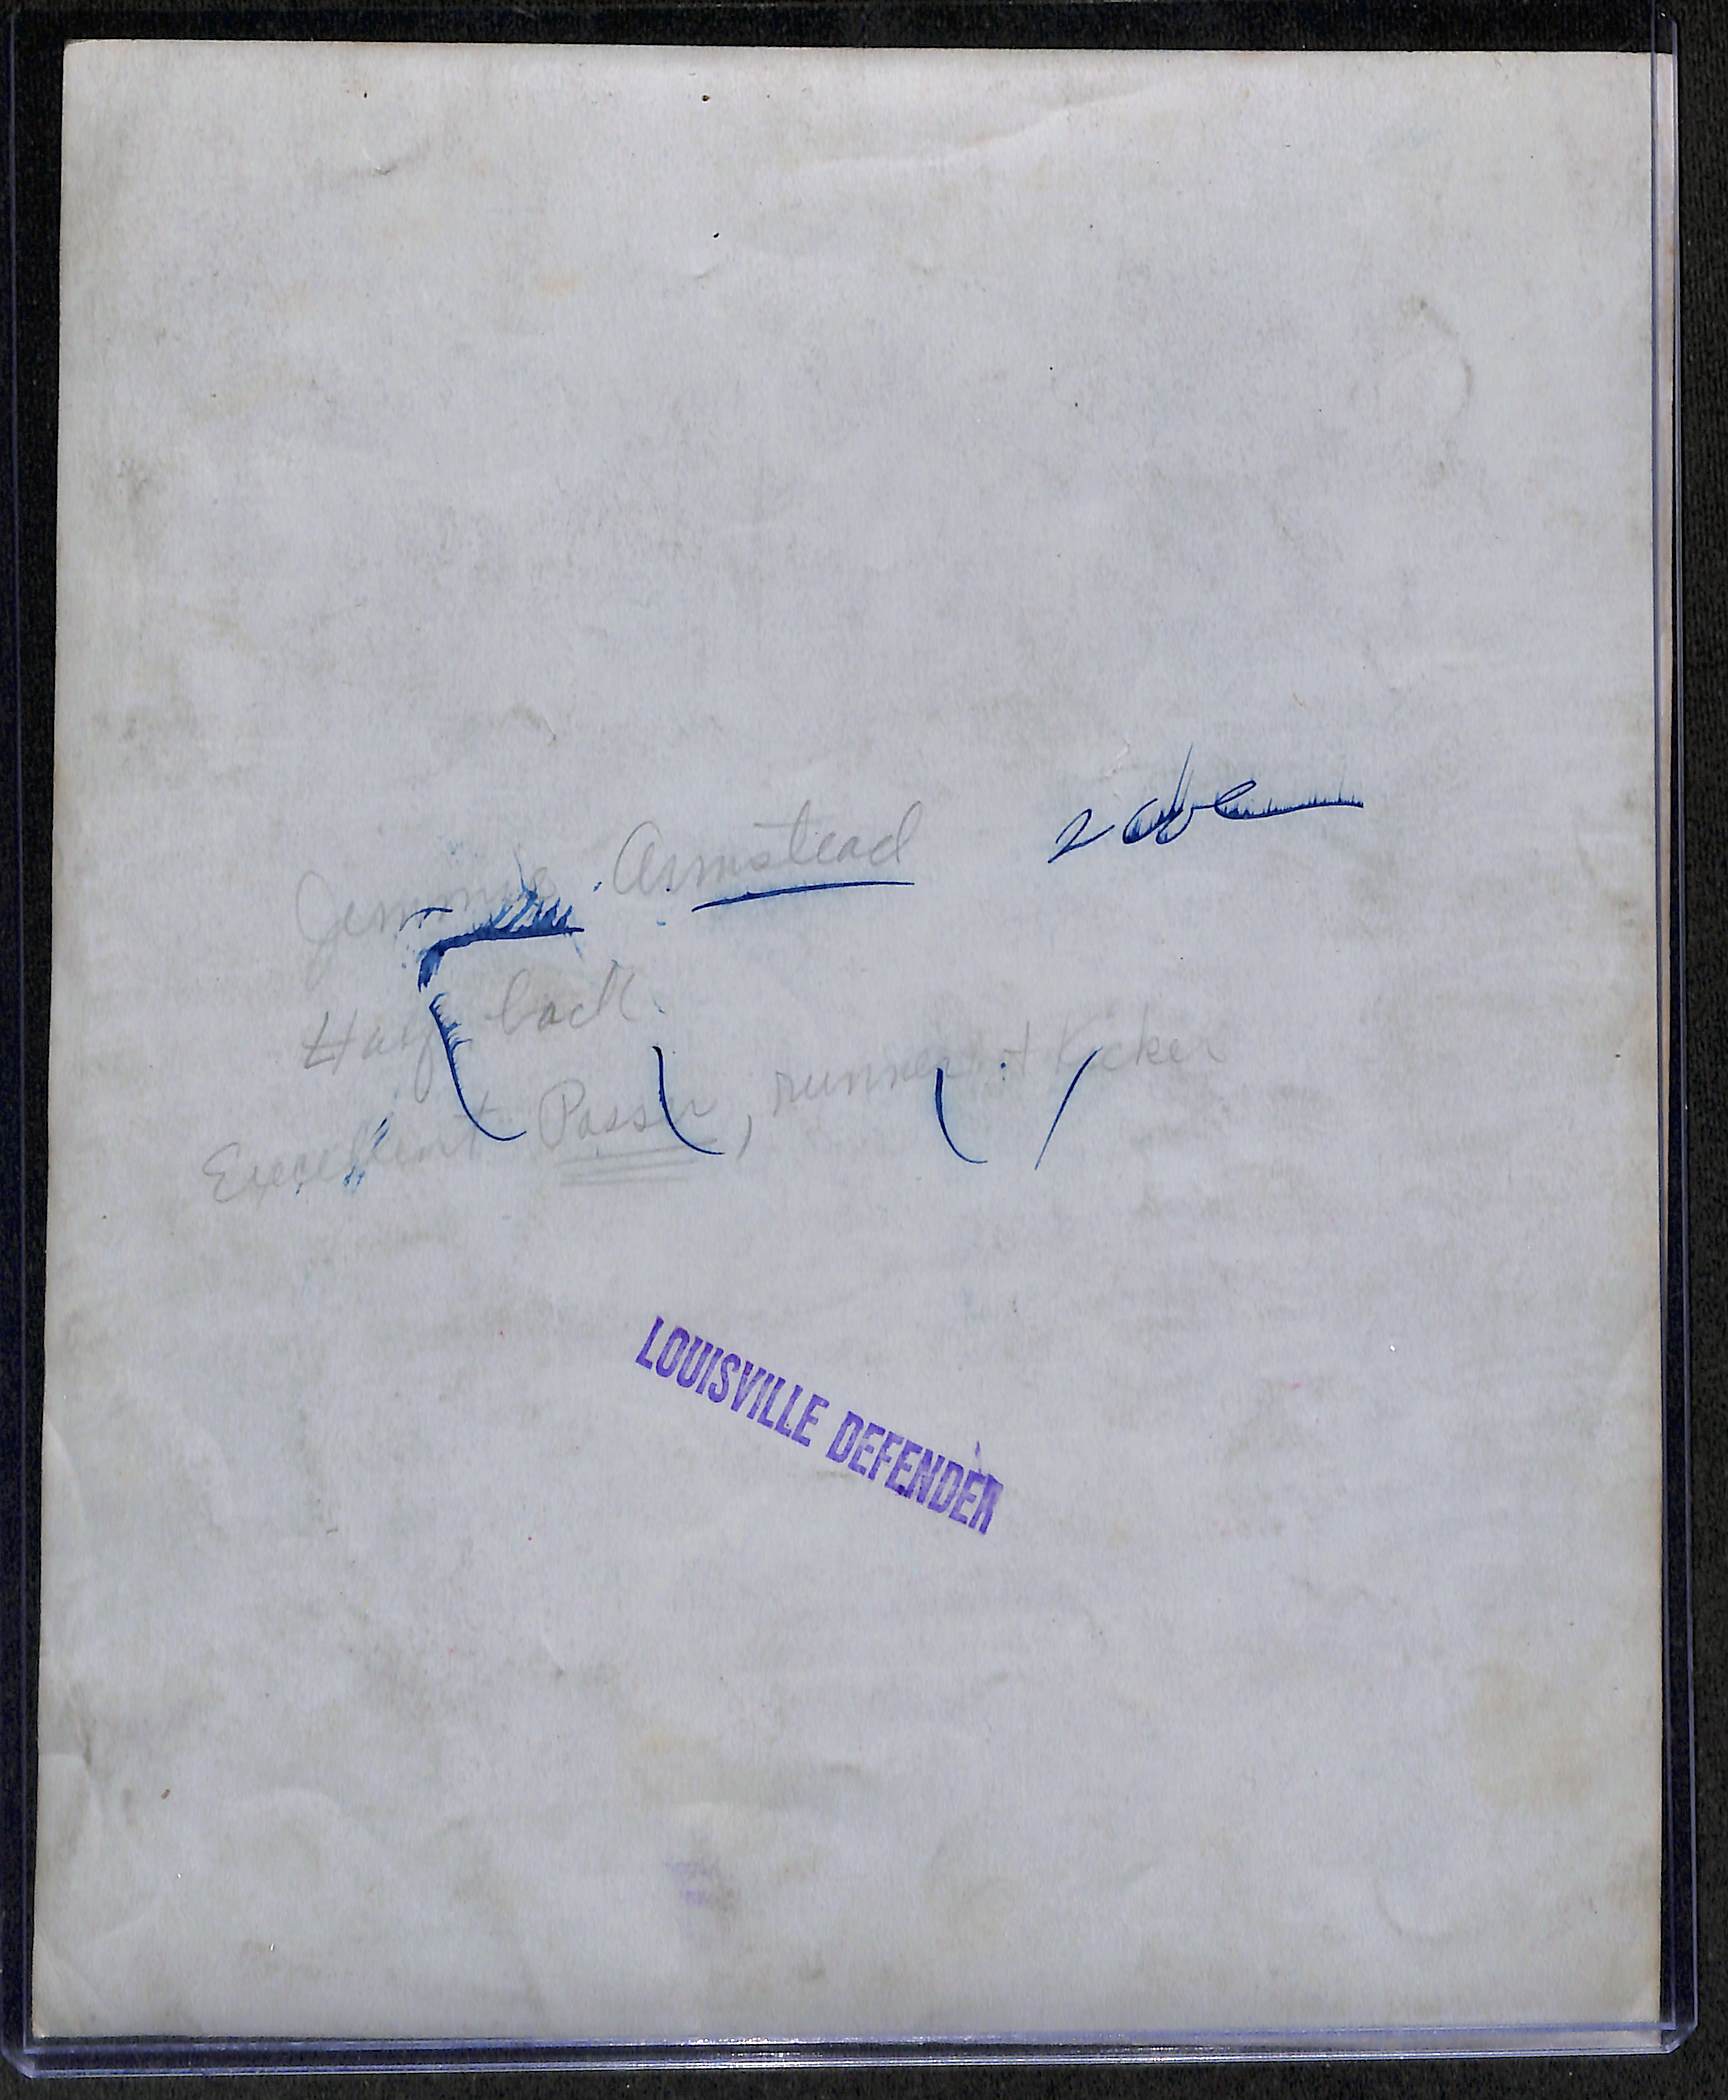 Jimmie Armstead
Half back
Excellent Passer, runner + Kicker
LOUISVILLE DEFENDER